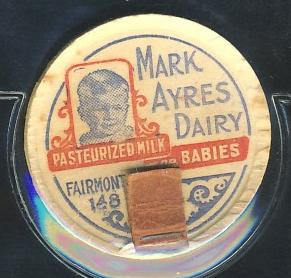 MARK
AYRES
DAIRY
PASTEURIZED MILK
BABIES
FAIRMONT
148